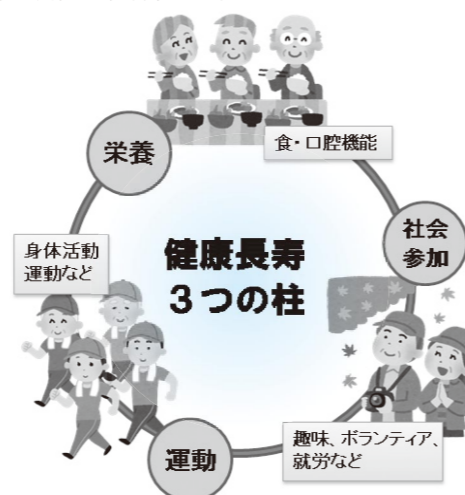 栄養
食・口腔機能
社会
参加
身体活動
運動など
健康長寿
3つの柱
運動
趣味、ボランティア、
就労など